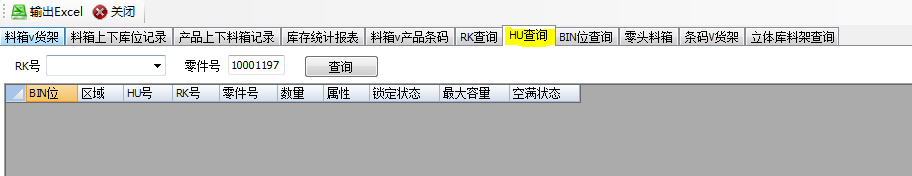 输出Excel 关闭
料箱v货架 料箱上下库位记录 产品上下料箱记录 库存统计报表 料箱v产品条码 RK查询 HU查询 BIN位查询 零头料箱 条码V货架 立体库料架查询
RK号 零件号 10001197 查询
BIN位 区域 HU号 RK号 零件号 数量 属性 锁定状态 最大容量 空满状态